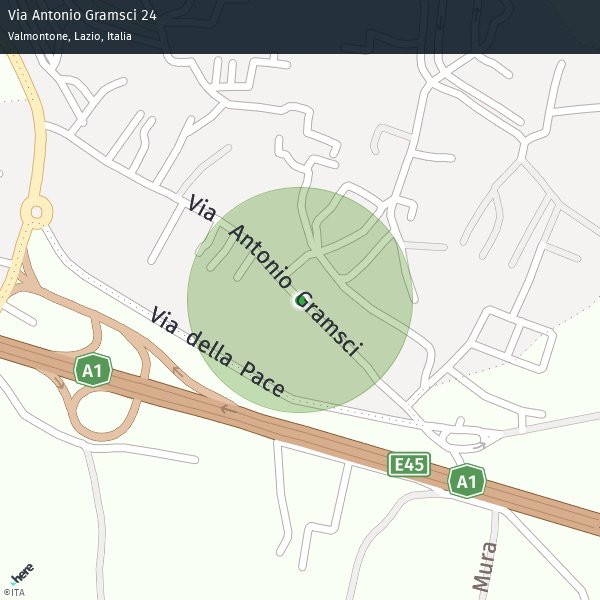 Via Antonio Gramsci 24
Valmontone, Lazio, Italia
Via Antonio Gramsci
Via della Pace
A1
E45
A1
Mura
here
©ITA